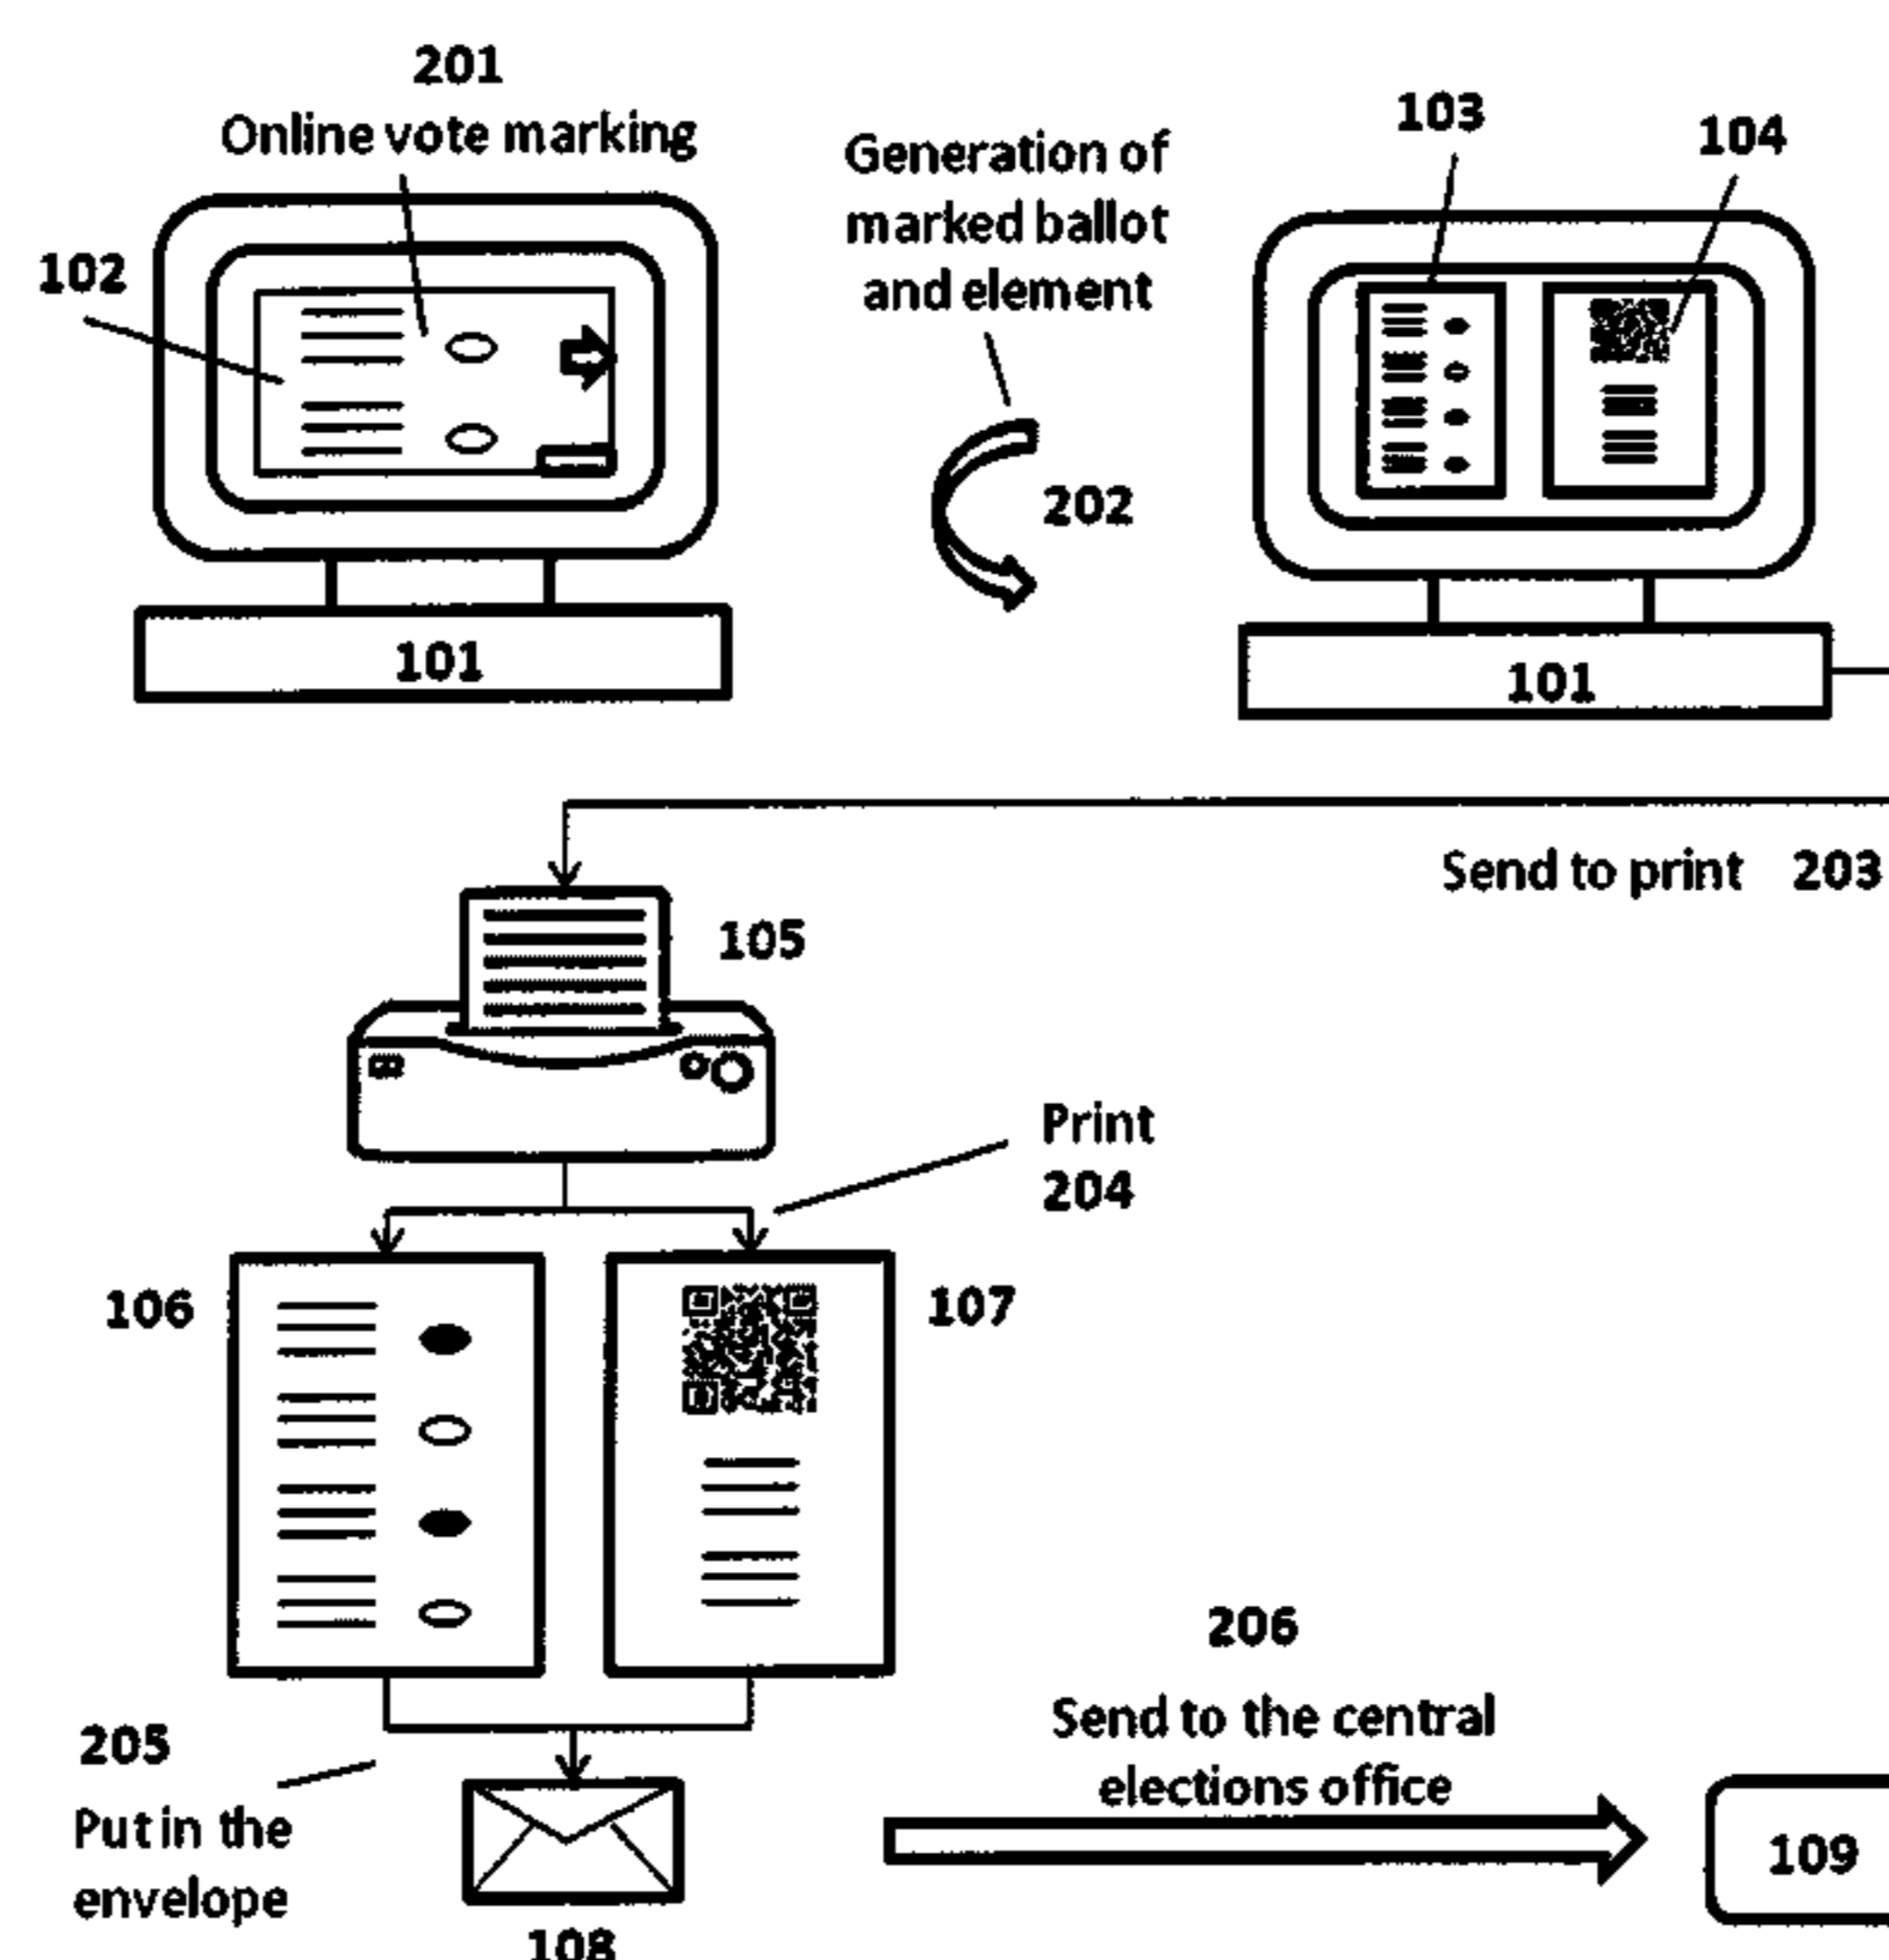 201
Online vote marking
102
101
Generation of
marked ballot
and element
202
103
104
101
Send to print 203
105
Print
204
106
107
205
Put in the
envelope
108
206
Send to the central
elections office
109